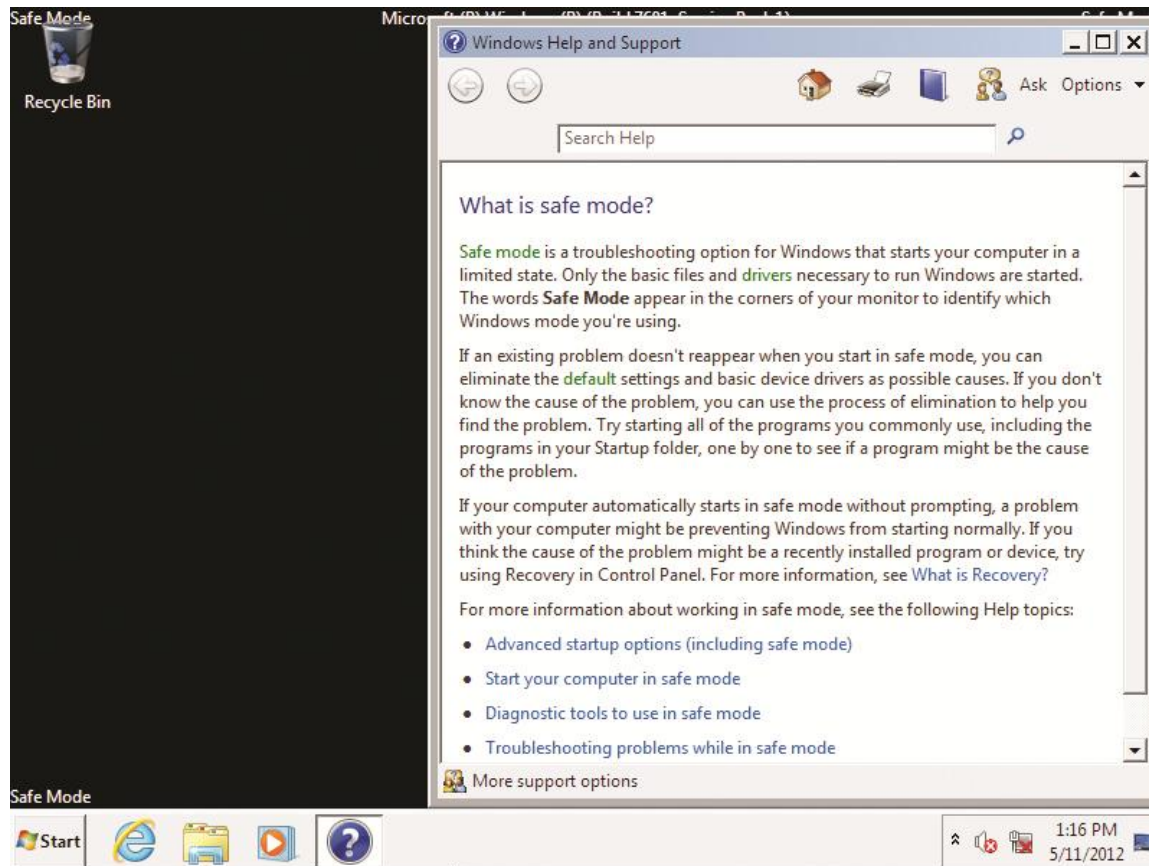 Safe Mode
Recycle Bin
Windows Help and Support
Ask Options
Search Help
What is safe mode?
Safe mode is a troubleshooting option for Windows that starts your computer in a
limited state. Only the basic files and drivers necessary to run Windows are started.
The words Safe Mode appear in the corners of your monitor to identify which
Windows mode you're using.
If an existing problem doesn't reappear when you start in safe mode, you can
eliminate the default settings and basic device drivers as possible causes. If you don't
know the cause of the problem, you can use the process of elimination to help you
find the problem. Try starting all of the programs you commonly use, including the
programs in your Startup folder, one by one to see if a program might be the cause
of the problem.
If your computer automatically starts in safe mode without prompting, a problem
with your computer might be preventing Windows from starting normally. If you
think the cause of the problem might be a recently installed program or device, try
using Recovery in Control Panel. For more information, see What is Recovery?
For more information about working in safe mode, see the following Help topics:
• Advanced startup options (including safe mode)
• Start your computer in safe mode
• Diagnostic tools to use in safe mode
• Troubleshooting problems while in safe mode
More support options
Safe Mode
Start
1:16 PM
5/11/2012